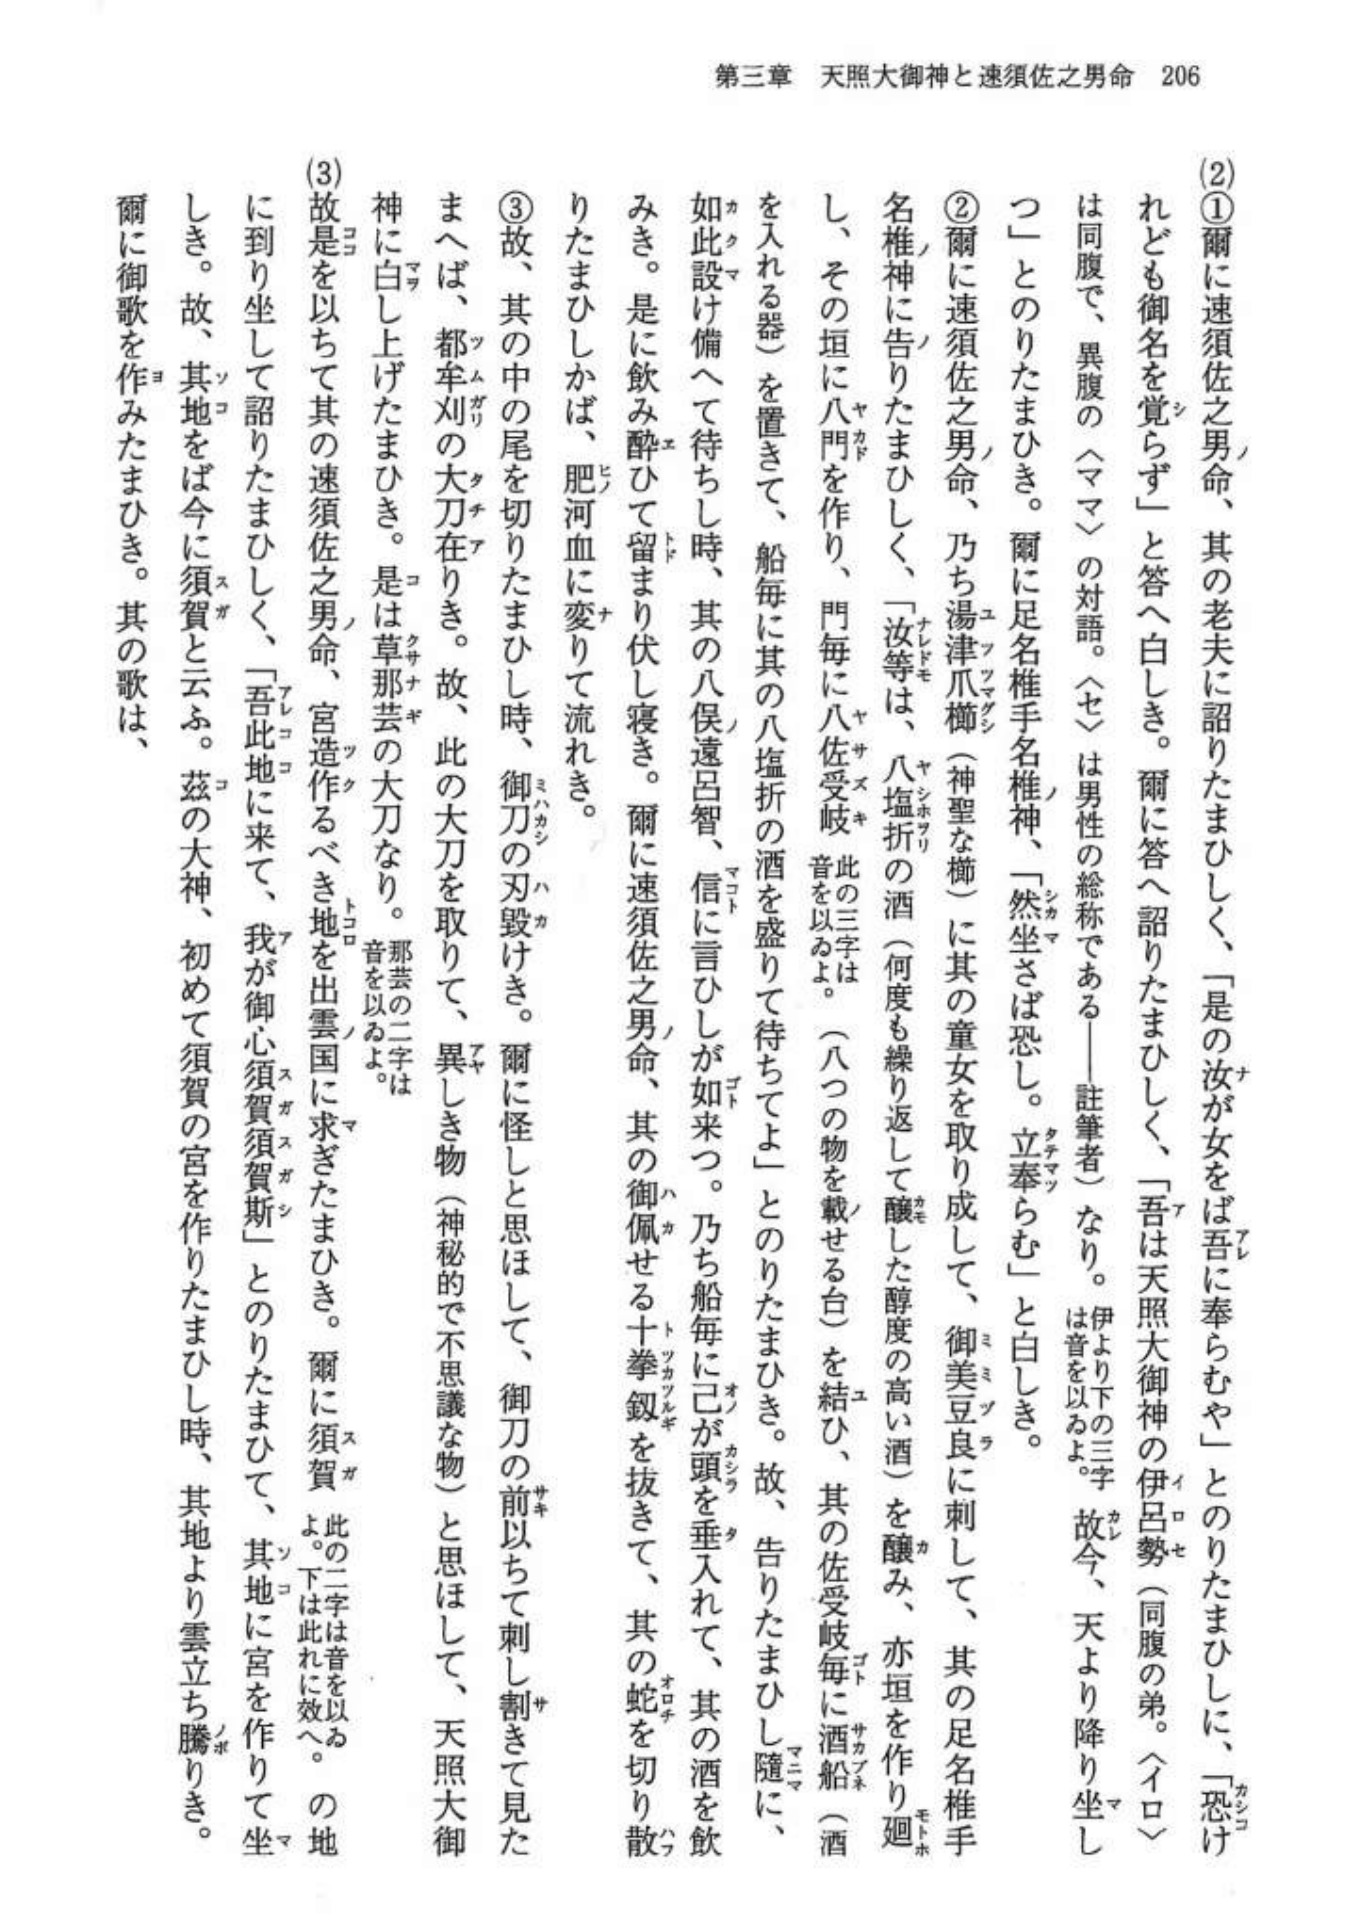 第三章　天照大御神と速須佐之男命　206
(2)①爾に速須佐之男命、其の老夫に詔りたまひしく、「是の汝が女をば吾に奉らむや」とのりたまひしに、「恐け
れども御名を覚らず」と答へ白しき。爾に答へ詔りたまひしく、「吾は天照大御神の伊呂勢（同腹の弟。〈イロ〉
は同腹で、異腹の〈ママ〉の対語。〈セ〉は男性の総称である――註筆者）なり。伊より下の三字は音を以ゐよ。故今、天より降り坐し
つ」とのりたまひき。爾に足名椎手名椎神、「然坐さば恐し。立奉らむ」と白しき。
②爾に速須佐之男命、乃ち湯津爪櫛（神聖な櫛）に其の童女を取り成して、御美豆良に刺して、其の足名椎手
名椎神に告りたまひしく、「汝等は、八塩折の酒（何度も繰り返して醸した醇度の高い酒）を醸み、亦垣を作り廻
し、その垣に八門を作り、門毎に八佐受岐此の三字は音を以ゐよ。（八つの物を載せる台）を結ひ、其の佐受岐毎に酒船（酒
を入れる器）を置きて、船毎に其の八塩折の酒を盛りて待ちてよ」とのりたまひき。故、告りたまひし随に、
如此設け備へて待ちし時、其の八俣遠呂智、信に言ひしが如来つ。乃ち船毎に己が頭を垂入れて、其の酒を飲
みき。是に飲み酔ひて留まり伏し寝き。爾に速須佐之男命、其の御佩せる十拳釼を抜きて、其の蛇を切り散
りたまひしかば、肥河血に変りて流れき。
③故、其の中の尾を切りたまひし時、御刀の刃毀けき。爾に怪しと思ほして、御刀の前以ちて刺し割きて見た
まへば、都牟刈の大刀在りき。故、此の大刀を取りて、異しき物（神秘的で不思議な物）と思ほして、天照大御
神に白し上げたまひき。是は草那芸の大刀なり。那芸の二字は音を以ゐよ。
(3)故是を以ちて其の速須佐之男命、宮造作るべき地を出雲国に求ぎたまひき。爾に須賀此の二字は音を以ゐよ。下は此れに效へ。の地
に到り坐して詔りたまひしく、「吾此地に来て、我が御心須賀須賀斯」とのりたまひて、其地に宮を作りて坐
しき。故、其地をば今に須賀と云ふ。茲の大神、初めて須賀の宮を作りたまひし時、其地より雲立ち騰りき。
爾に御歌を作みたまひき。其の歌は、